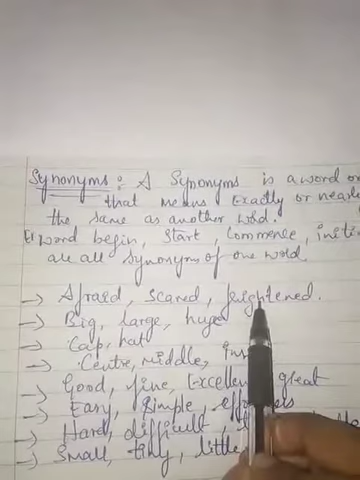 Synonyms: A Synonyms is a word or
that means Exactly or nearly
the same as another word.
word begin, Start, Commence,
are all Synonyms of one word.
→ Afraid, Scared, frightened.
→ Big, large, huge
→ Cap, hat
→ Centre, middle,
→ Good, fine, Excellent, great
→ Easy, Simple,
→ Hard, difficult,
→ Small, tiny, little